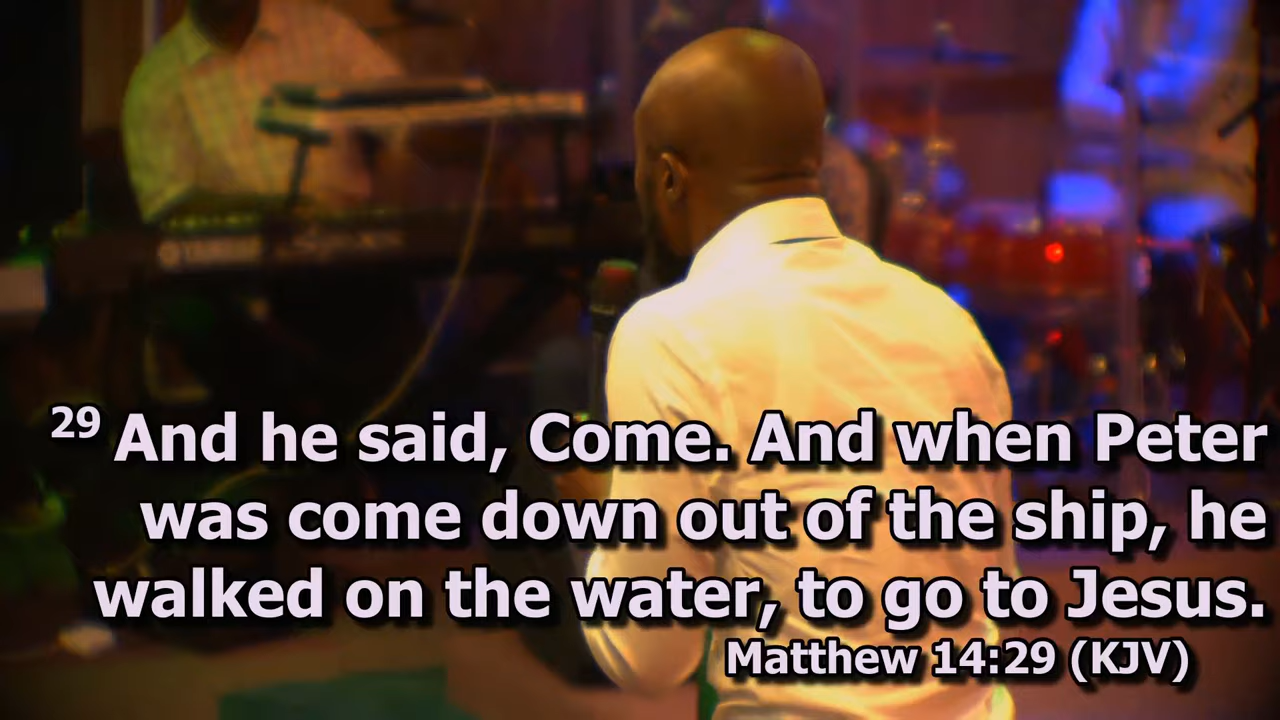 29 And he said, Come. And when Peter
was come down out of the ship, he
walked on the water, to go to Jesus.
Matthew 14:29 (KJV)